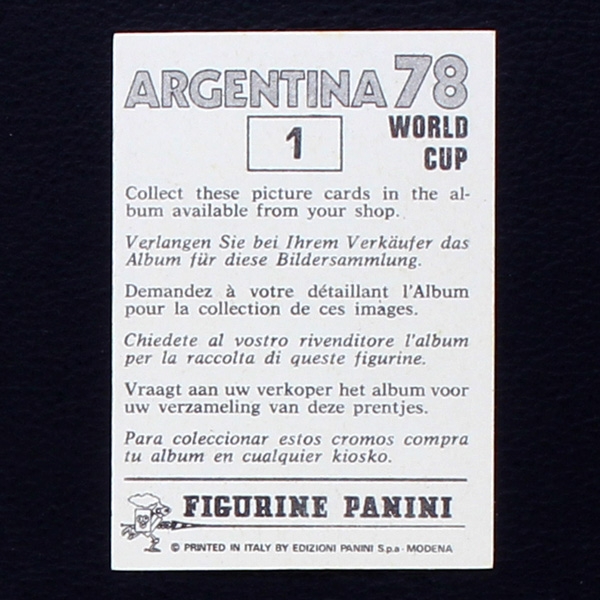 ARGENTINA 78
1
WORLD
CUP
Collect these picture cards in the al-
bum available from your shop.
Verlangen Sie bei Ihrem Verkäufer das
Album für diese Bildersammlung.
Demandez à votre détaillant l'Album
pour la collection de ces images.
Chiedete al vostro rivenditore l'album
per la raccolta di queste figurine.
Vraagt aan uw verkoper het album voor
uw verzameling van deze prentjes.
Para coleccionar estos cromos compra
tu album en cualquier kiosko.
FIGURINE PANINI
© PRINTED IN ITALY BY EDIZIONI PANINI S.p.a - MODENA